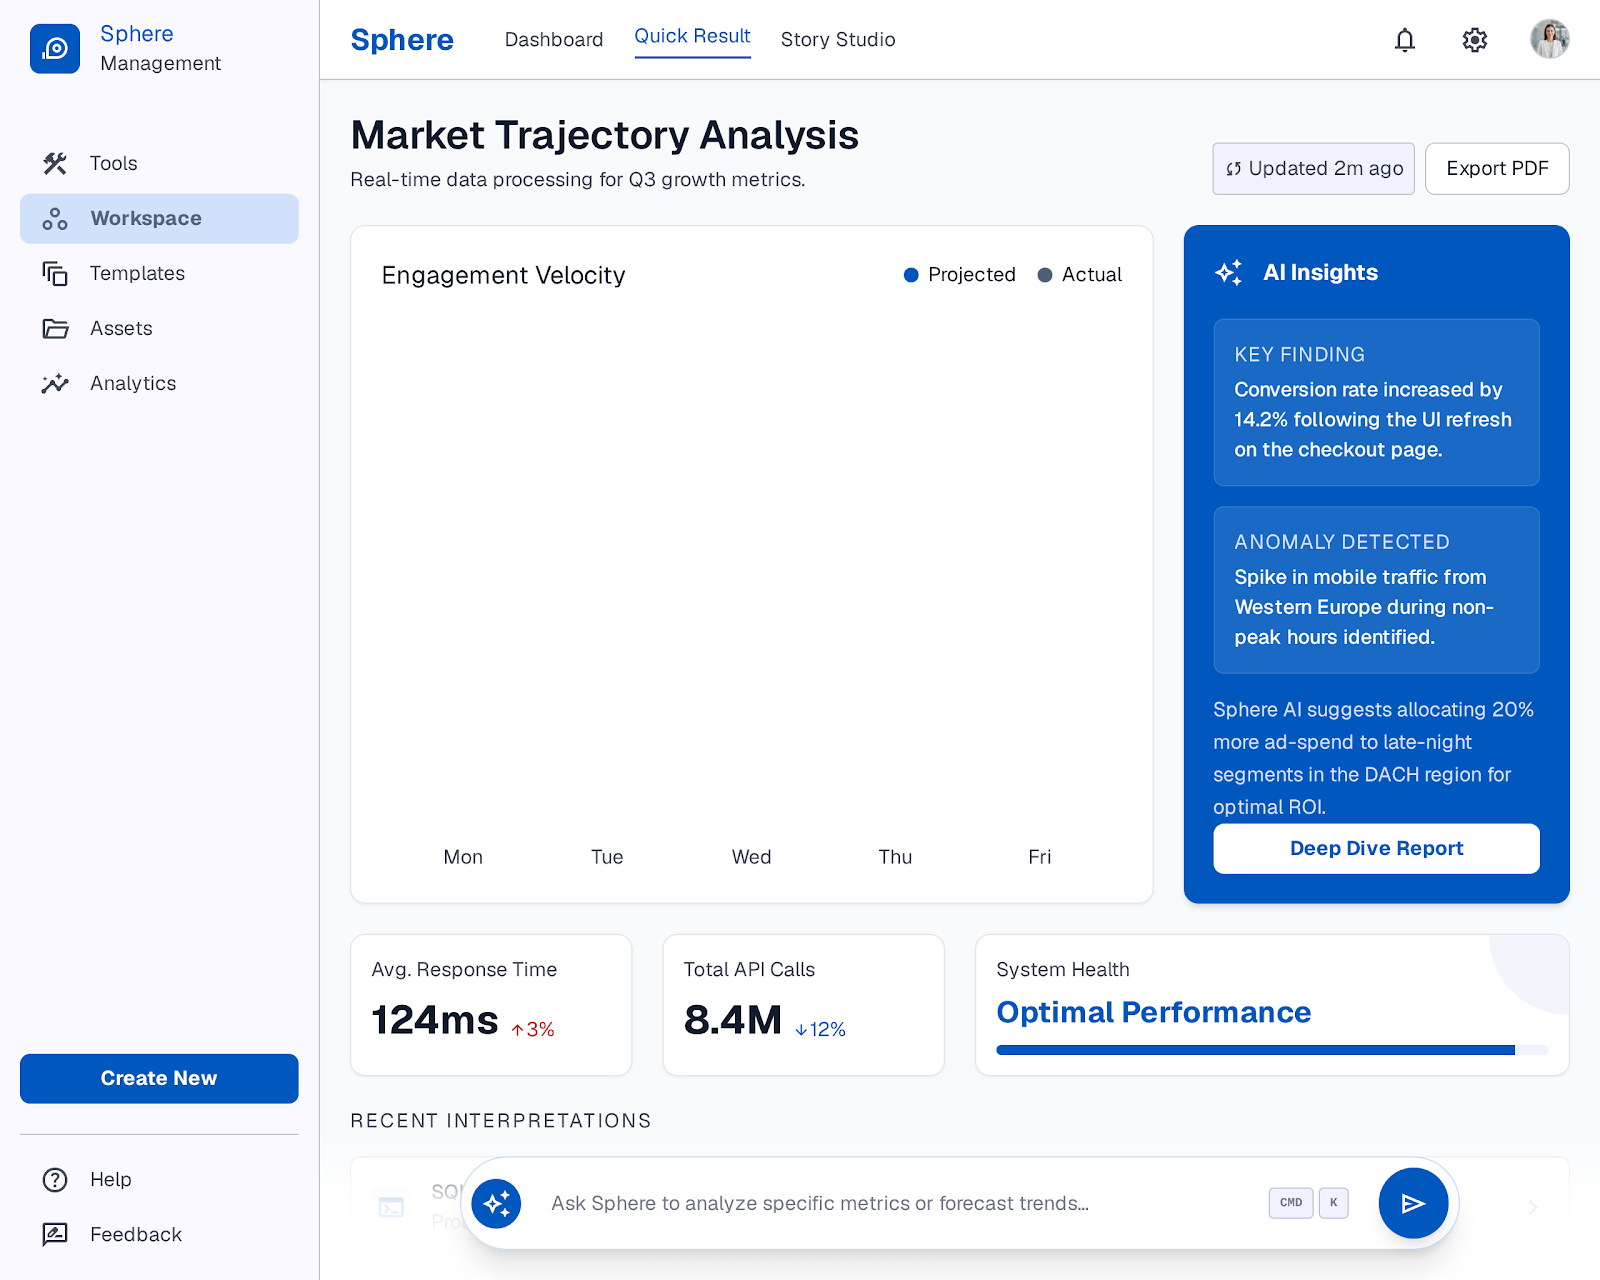 Sphere
Management
Tools
Workspace
Templates
Assets
Analytics
Create New
Help
Feedback
Sphere
Dashboard
Quick Result
Story Studio
Market Trajectory Analysis
Real-time data processing for Q3 growth metrics.
Updated 2m ago
Export PDF
Engagement Velocity
Projected
Actual
Mon
Tue
Wed
Thu
Fri
AI Insights
KEY FINDING
Conversion rate increased by
14.2% following the UI refresh
on the checkout page.
ANOMALY DETECTED
Spike in mobile traffic from
Western Europe during non-
peak hours identified.
Sphere AI suggests allocating 20%
more ad-spend to late-night
segments in the DACH region for
optimal ROI.
Deep Dive Report
Avg. Response Time
124ms ↑3%
Total API Calls
8.4M ↓12%
System Health
Optimal Performance
RECENT INTERPRETATIONS
Ask Sphere to analyze specific metrics or forecast trends...
CMD
K